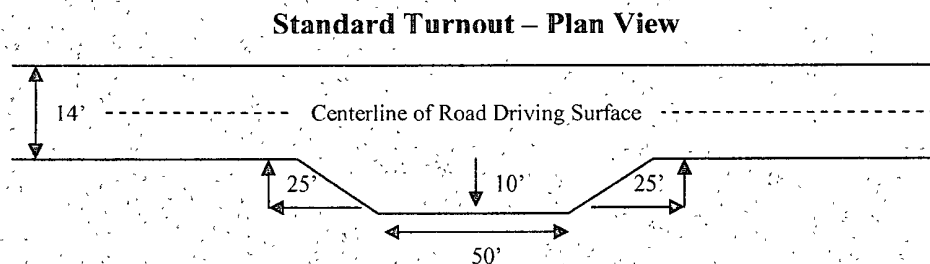 Standard Turnout – Plan View
14’
Centerline of Road Driving Surface
25’
10’
25’
50’